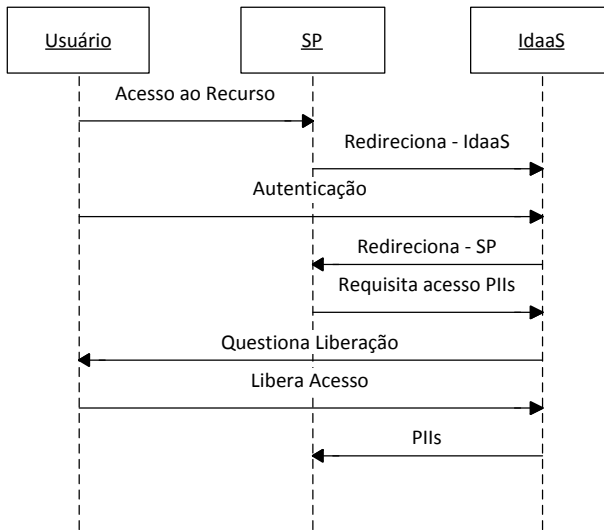 Usuário
SP
IdaaS
Acesso ao Recurso
Redireciona - IdaaS
Autenticação
Redireciona - SP
Requisita acesso PIIs
Questiona Liberação
Libera Acesso
PIIs